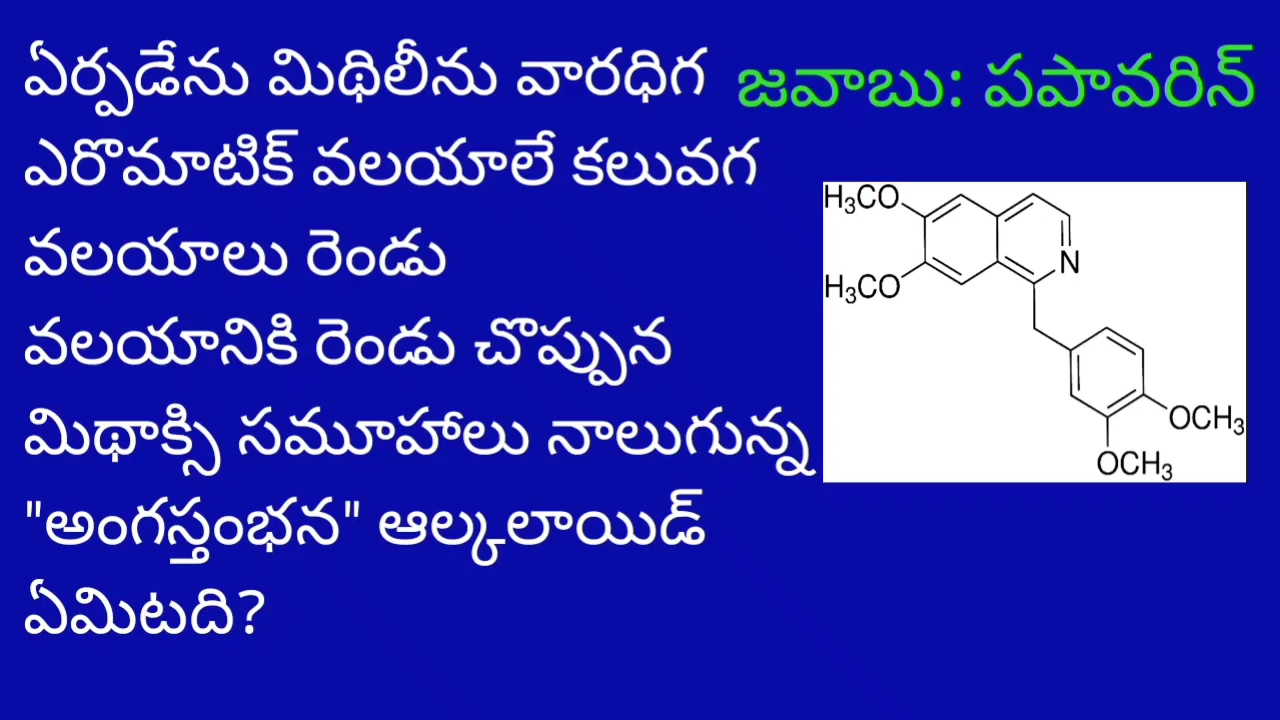 ఏర్పడేను మిథిలీను వారధిగ
ఎరొమాటిక్ వలయాలే కలువగ
వలయాలు రెండు
వలయానికి రెండు చొప్పున
మిథాక్సి సమూహాలు నాలుగున్న
"అంగస్తంభన" ఆల్కలాయిడ్
ఏమిటది?
జవాబు: పపావరిన్
H₃CO
H₃CO
N
OCH₃
OCH₃